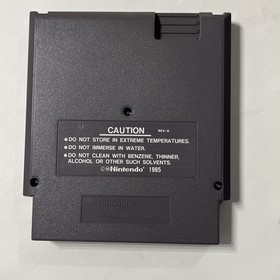 CAUTION
REV-A
● DO NOT STORE IN EXTREME TEMPERATURES.
● DO NOT IMMERSE IN WATER.
● DO NOT CLEAN WITH BENZENE, THINNER,
ALCOHOL OR OTHER SUCH SOLVENTS.
©®Nintendo® 1985